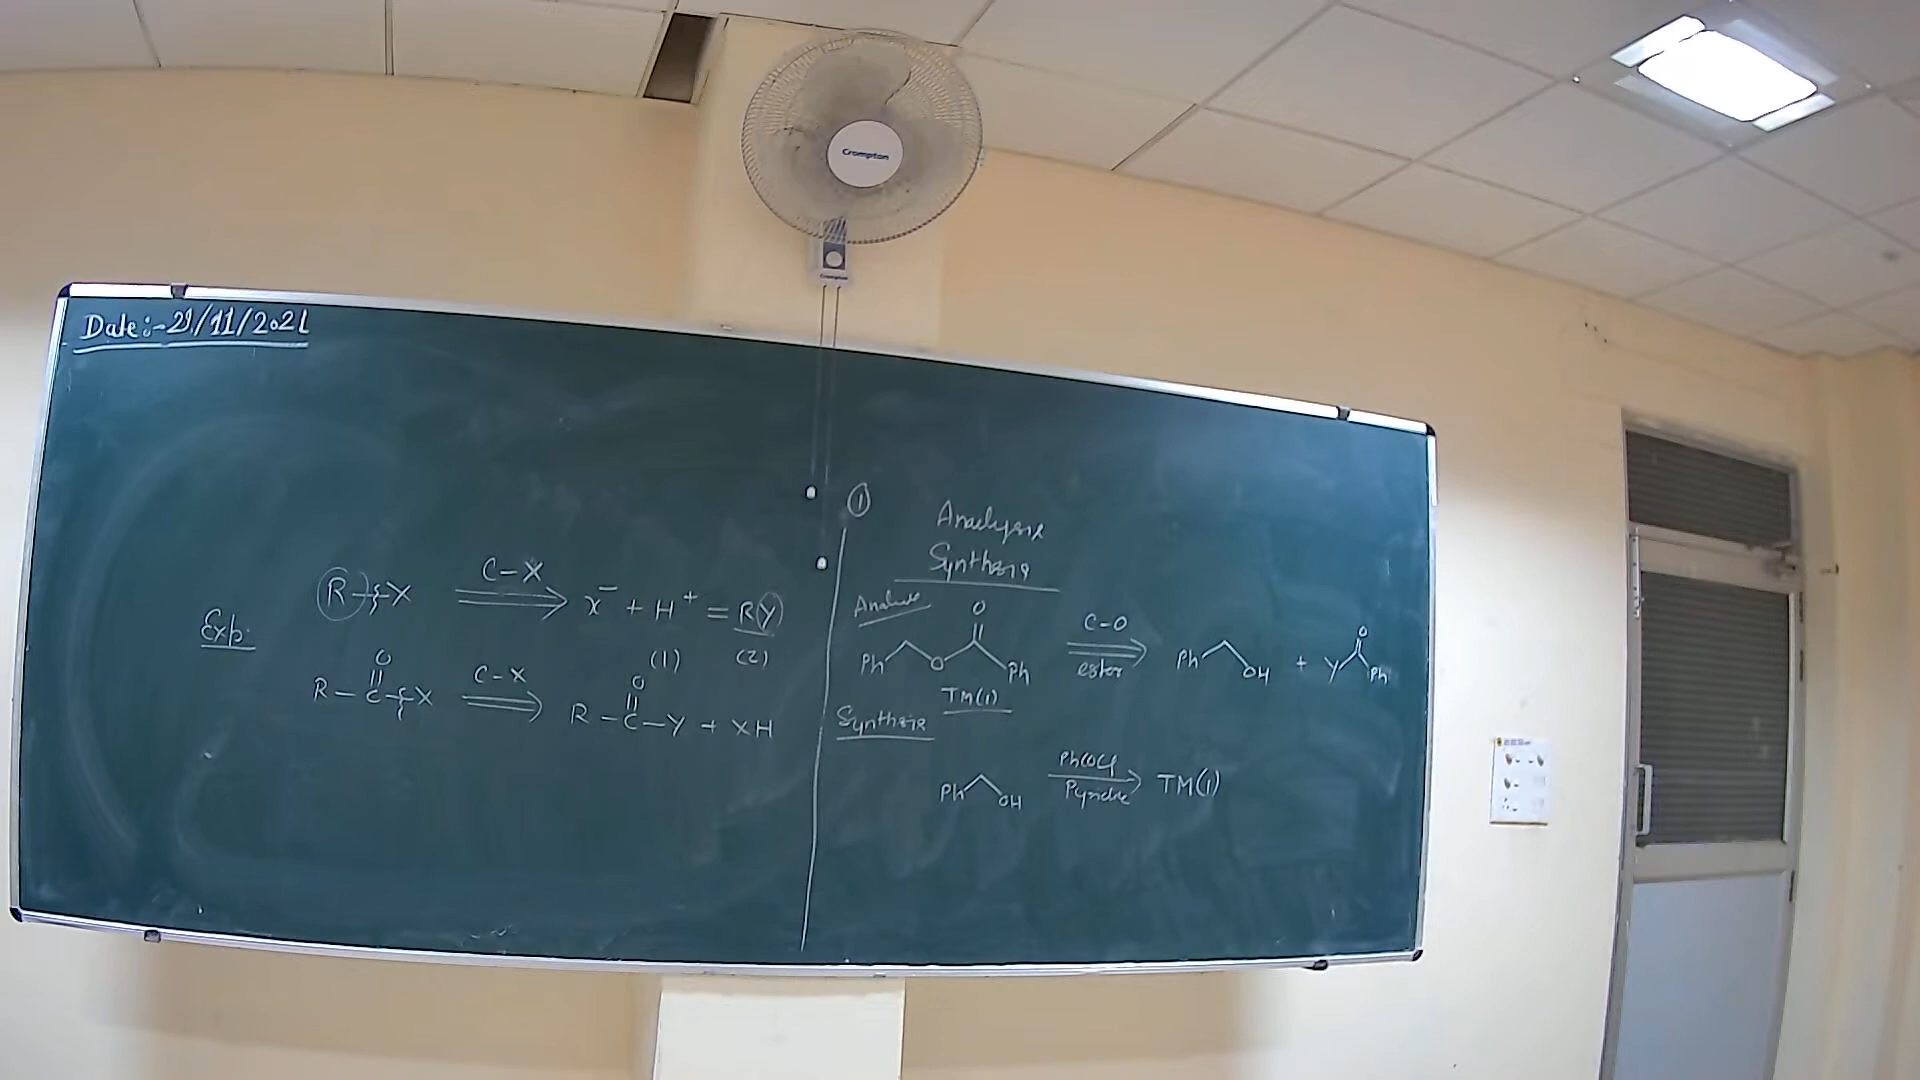 Crompton
Crompton
Date:- 29/11/2021
R-}-X C-X X⁻ + H⁺ = RY
Exp:
(1) (2)
O O
R - C -}- X C-X R - C - Y + XH
①
Analysis
Synthesis
Analysis
O C-O O
Ph O Ph ester Ph OH + Y Ph
TM(1)
Synthesis
Ph OH PhCOCl Pyridine TM(1)